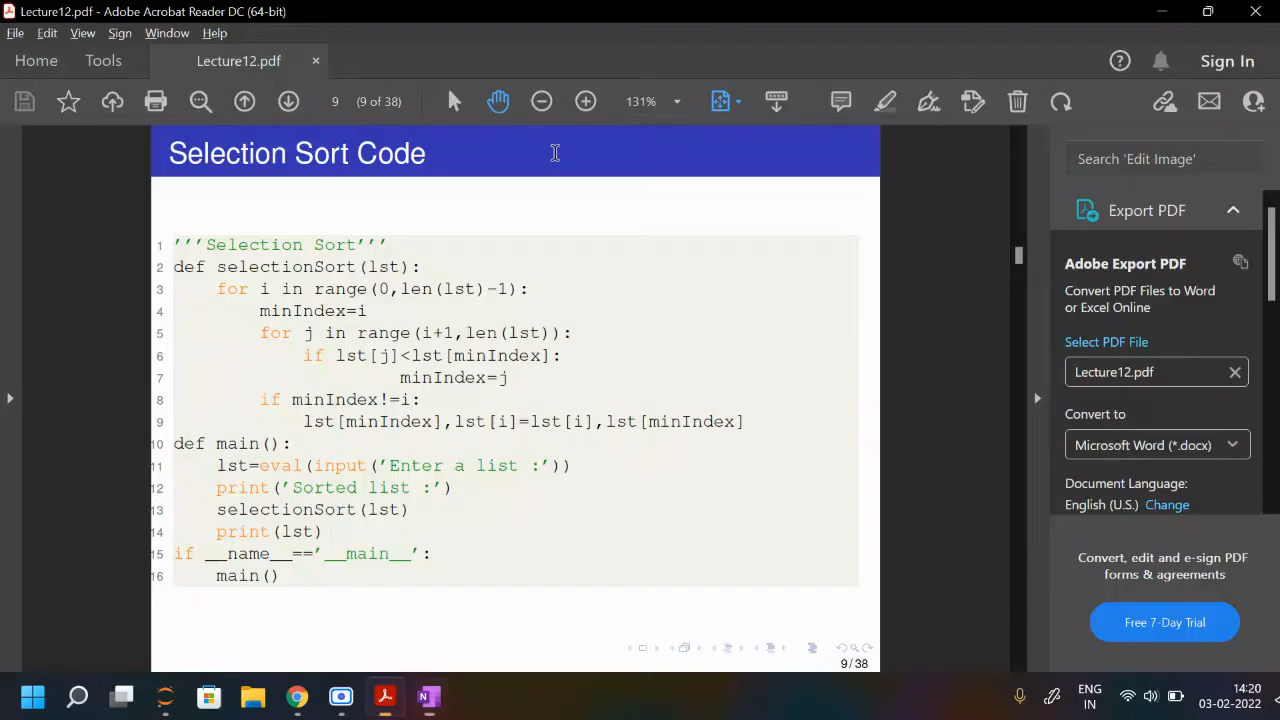 Lecture12.pdf - Adobe Acrobat Reader DC (64-bit)
File Edit View Sign Window Help
Home Tools Lecture12.pdf × Sign In
9 (9 of 38) 131%
Selection Sort Code
1 '''Selection Sort'''
2 def selectionSort(lst):
3 for i in range(0,len(lst)-1):
4 minIndex=i
5 for j in range(i+1,len(lst)):
6 if lst[j]<lst[minIndex]:
7 minIndex=j
8 if minIndex!=i:
9 lst[minIndex],lst[i]=lst[i],lst[minIndex]
10 def main():
11 lst=eval(input('Enter a list :'))
12 print('Sorted list :')
13 selectionSort(lst)
14 print(lst)
15 if __name__=='__main__':
16 main()
9/38
Search 'Edit Image'
Export PDF
Adobe Export PDF
Convert PDF Files to Word
or Excel Online
Select PDF File
Lecture12.pdf
Convert to
Microsoft Word (*.docx)
Document Language:
English (U.S.) Change
Convert, edit and e-sign PDF
forms & agreements
Free 7-Day Trial
ENG
IN
14:20
03-02-2022